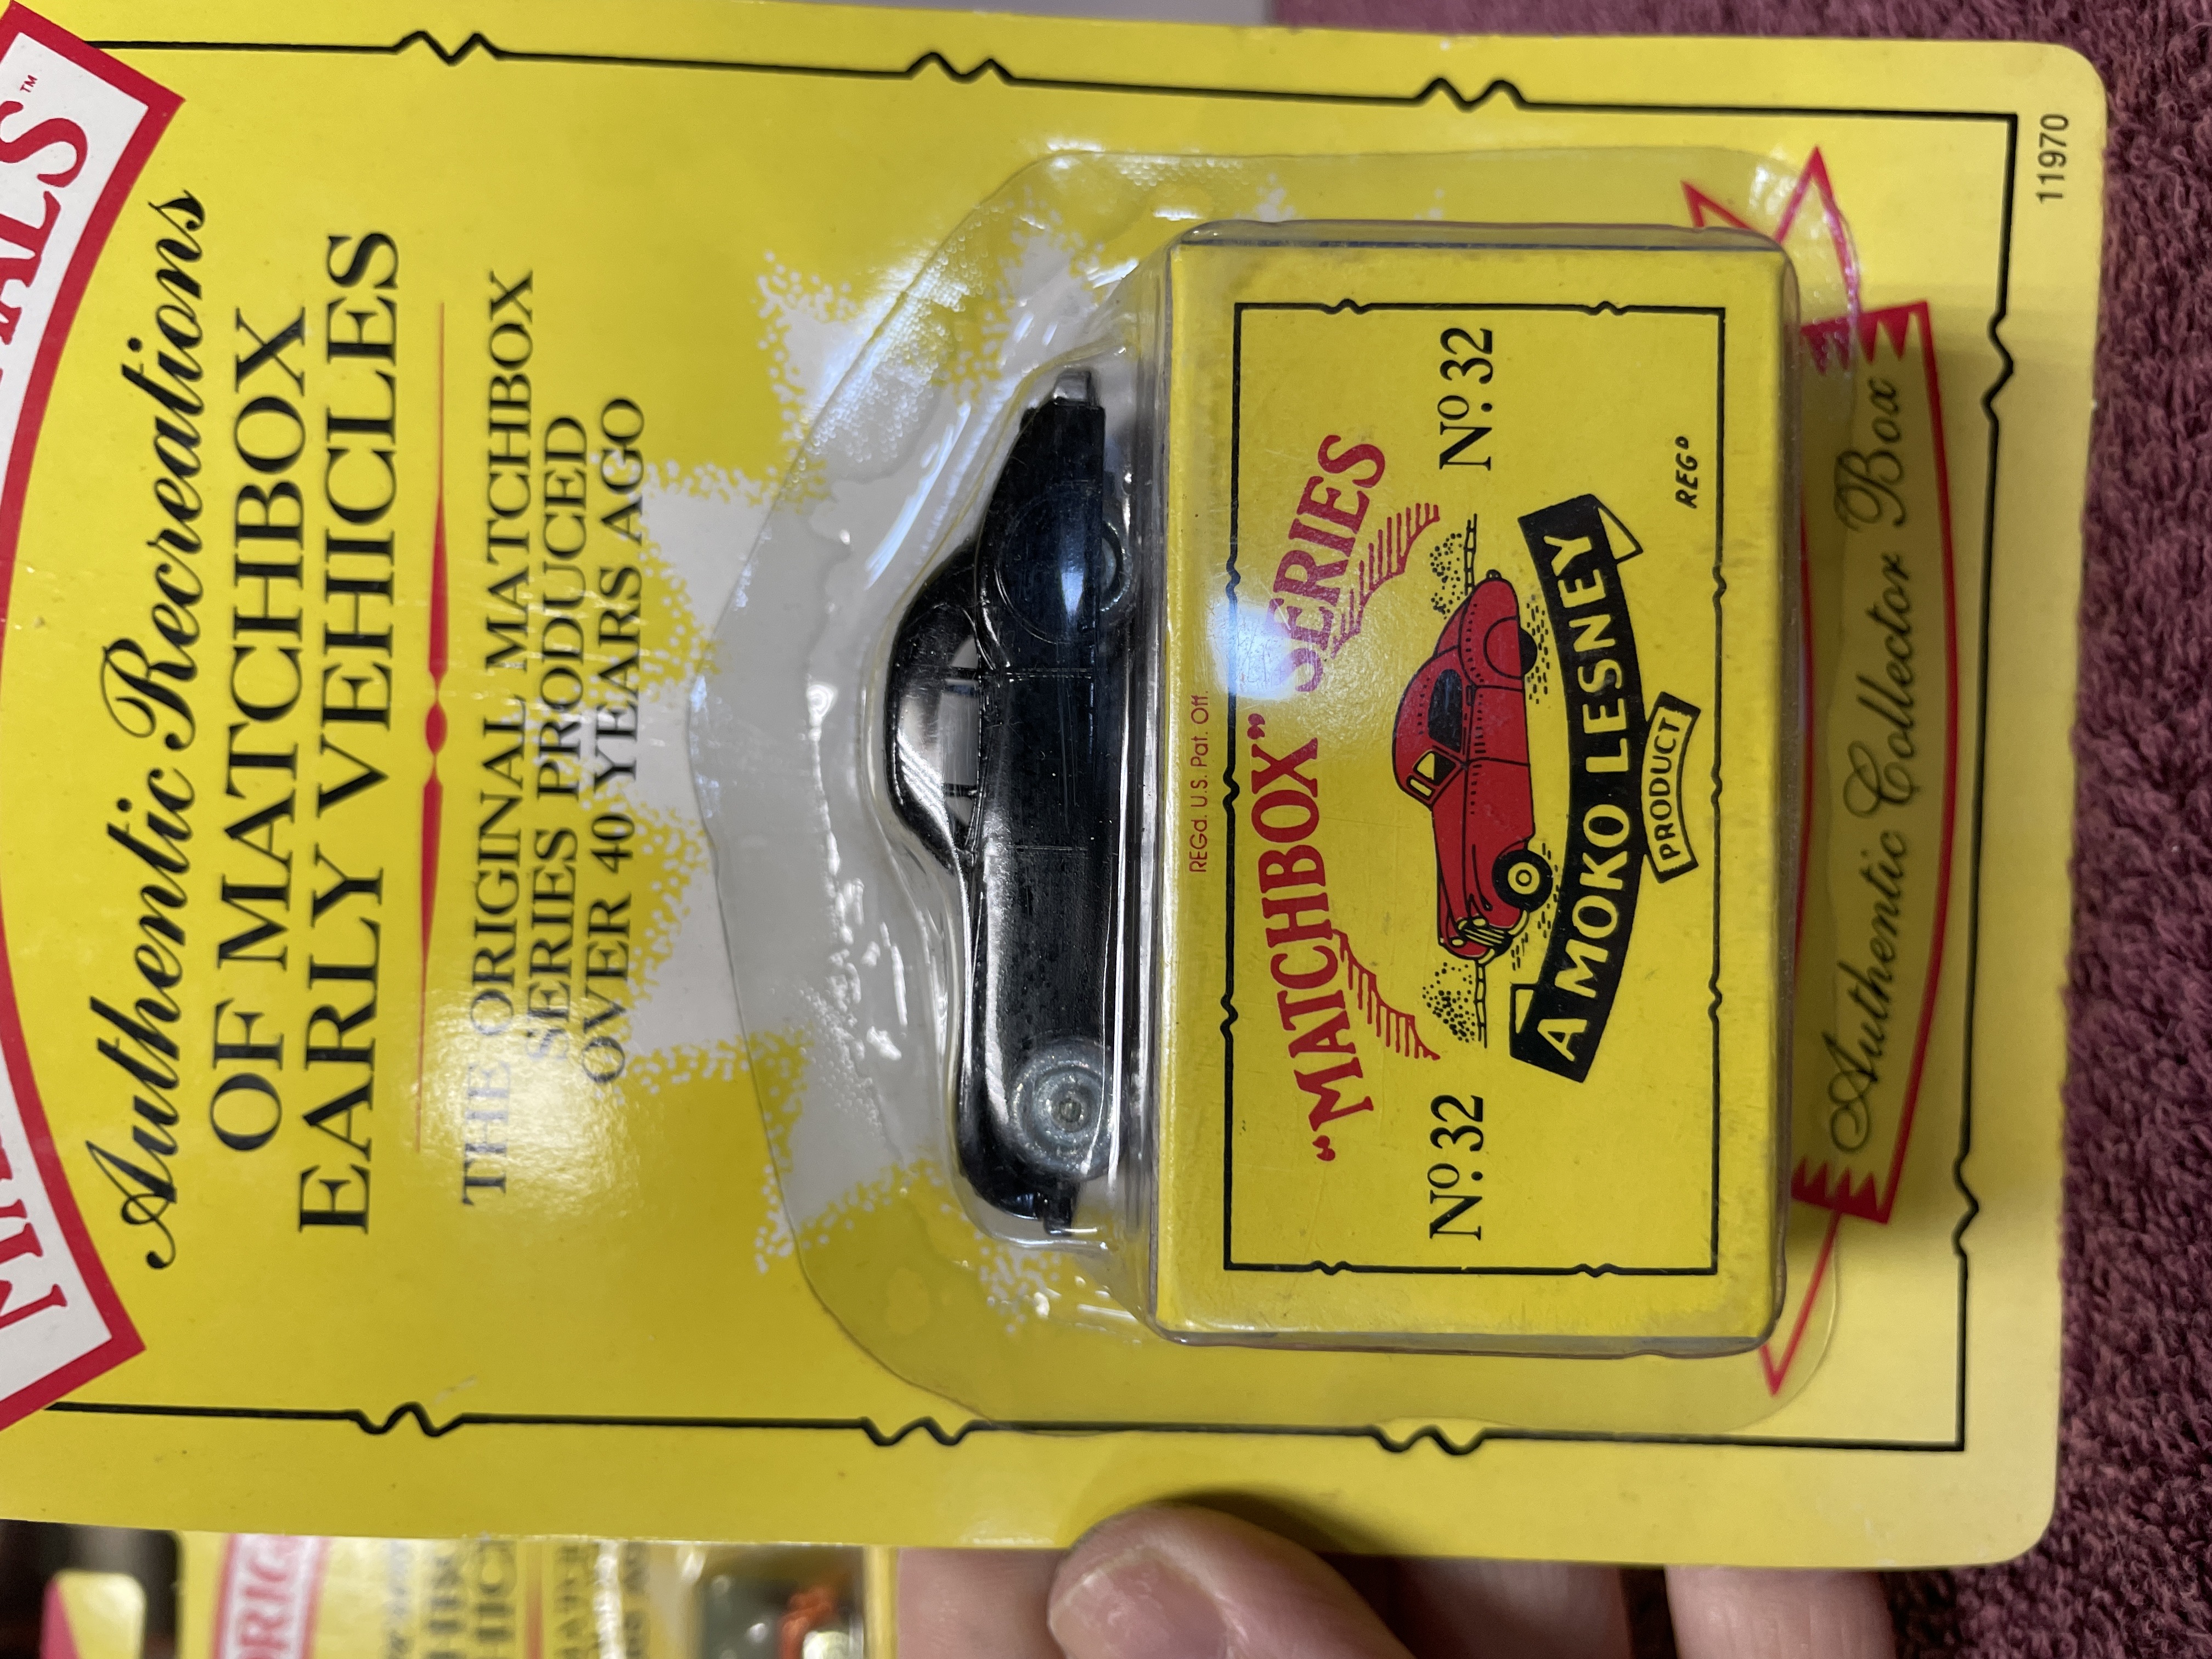 Authentic Recreations
OF MATCHBOX
EARLY VEHICLES
THE ORIGINAL MATCHBOX
SERIES PRODUCED
OVER 40 YEARS AGO
REGd. U.S. Pat. Off.
"MATCHBOX" SERIES
Nº. 32 Nº. 32
A MOKO LESNEY
PRODUCT
REGº
Authentic Collector Box
11970